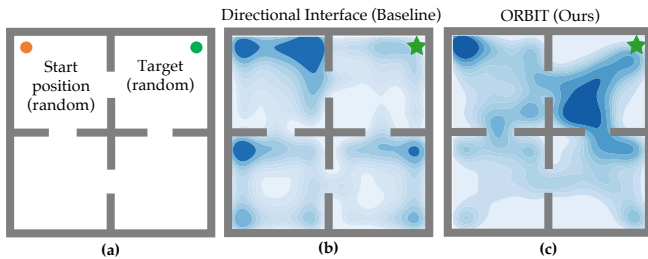 Directional Interface (Baseline)
ORBIT (Ours)
Start
position
(random)
Target
(random)
(a)
(b)
(c)